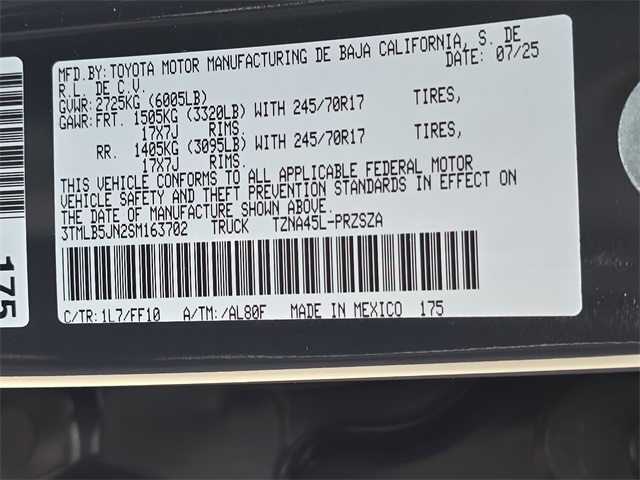 MFD.BY:TOYOTA MOTOR MANUFACTURING DE BAJA CALIFORNIA, S. DE
R.L. DE C.V. DATE: 07/25
GVWR:2725KG (6005LB)
GAWR:FRT. 1505KG (3320LB) WITH 245/70R17 TIRES,
17X7J RIMS.
RR. 1405KG (3095LB) WITH 245/70R17 TIRES,
17X7J RIMS.
THIS VEHICLE CONFORMS TO ALL APPLICABLE FEDERAL MOTOR
VEHICLE SAFETY AND THEFT PREVENTION STANDARDS IN EFFECT ON
THE DATE OF MANUFACTURE SHOWN ABOVE.
3TMLB5JN2SM163702 TRUCK TZNA45L-PRZSZA
C/TR:1L7/FF10 A/TM:/AL80F MADE IN MEXICO 175
175